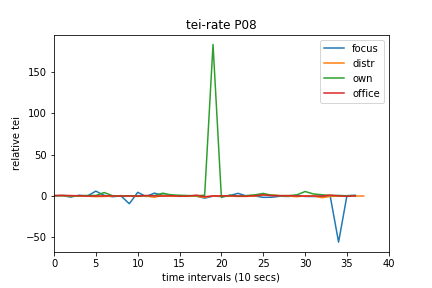 tei-rate P08
focus
distr
own
office
relative tei
150
100
50
0
−50
0 5 10 15 20 25 30 35 40
time intervals (10 secs)